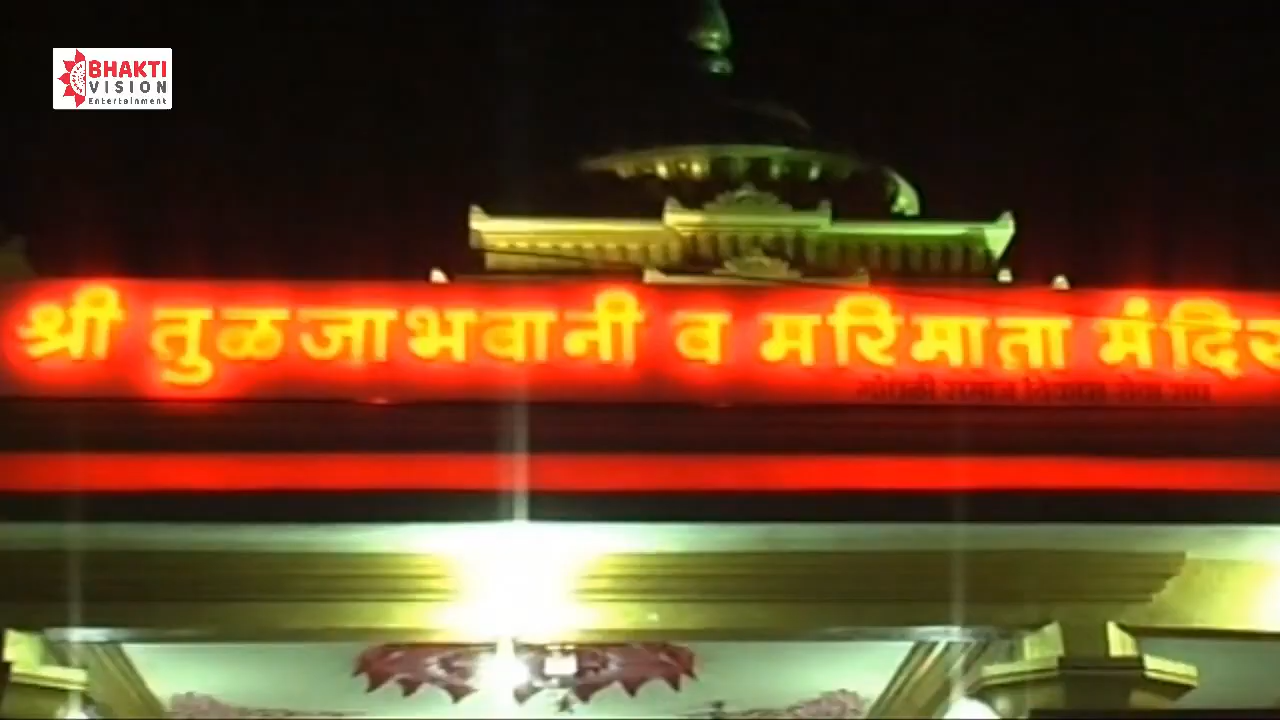 BHAKTI
VISION
Entertainment
श्री तुळजाभवानी व मरिमाता मंदिर